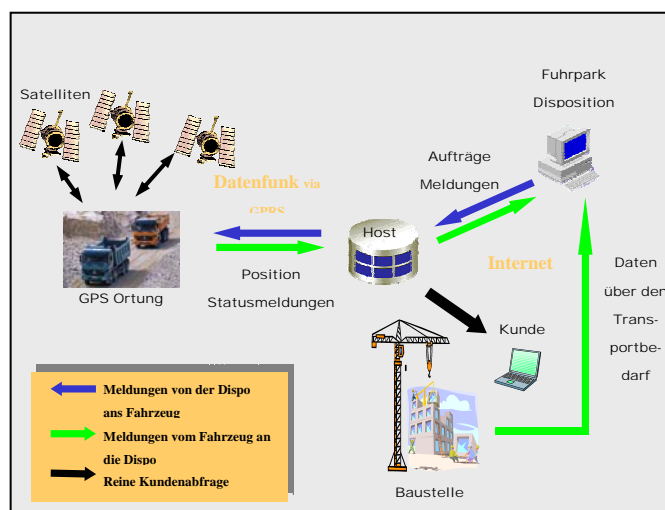 Satelliten
Fuhrpark
Disposition
Aufträge
Meldungen
Datenfunk via
GPRS
Host
Internet
Position
Statusmeldungen
GPS Ortung
Daten
über den
Trans-
portbe-
darf
Kunde
Baustelle
Meldungen von der Dispo
ans Fahrzeug
Meldungen vom Fahrzeug an
die Dispo
Reine Kundenabfrage